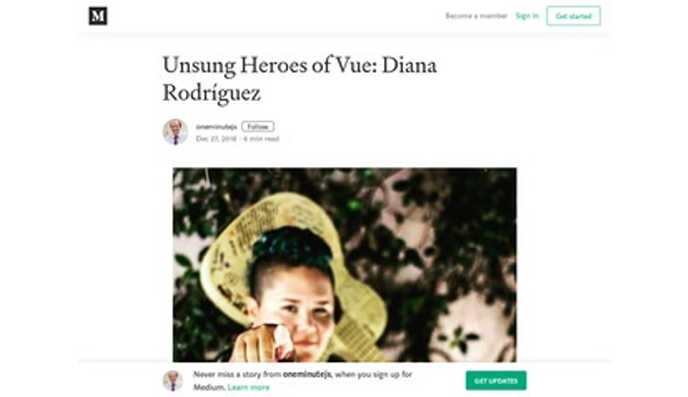 M
Become a member Sign in Get started
Unsung Heroes of Vue: Diana
Rodríguez
oneminutejs Follow
Dec 27, 2018 · 6 min read
Never miss a story from oneminutejs, when you sign up for
Medium. Learn more
GET UPDATES